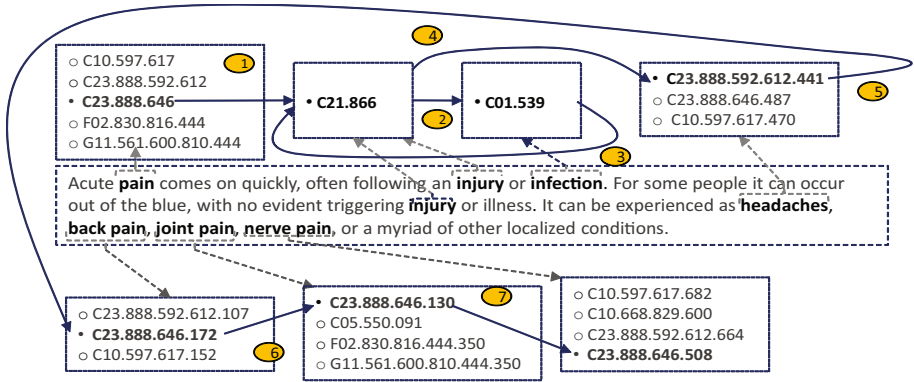 4
1
○ C10.597.617
○ C23.888.592.612
• C23.888.646
○ F02.830.816.444
○ G11.561.600.810.444
• C21.866
2
• C01.539
3
• C23.888.592.612.441
○ C23.888.646.487
○ C10.597.617.470
5
Acute pain comes on quickly, often following an injury or infection. For some people it can occur
out of the blue, with no evident triggering injury or illness. It can be experienced as headaches,
back pain, joint pain, nerve pain, or a myriad of other localized conditions.
○ C23.888.592.612.107
• C23.888.646.172
○ C10.597.617.152
6
• C23.888.646.130
○ C05.550.091
○ F02.830.816.444.350
○ G11.561.600.810.444.350
7
○ C10.597.617.682
○ C10.668.829.600
○ C23.888.592.612.664
• C23.888.646.508